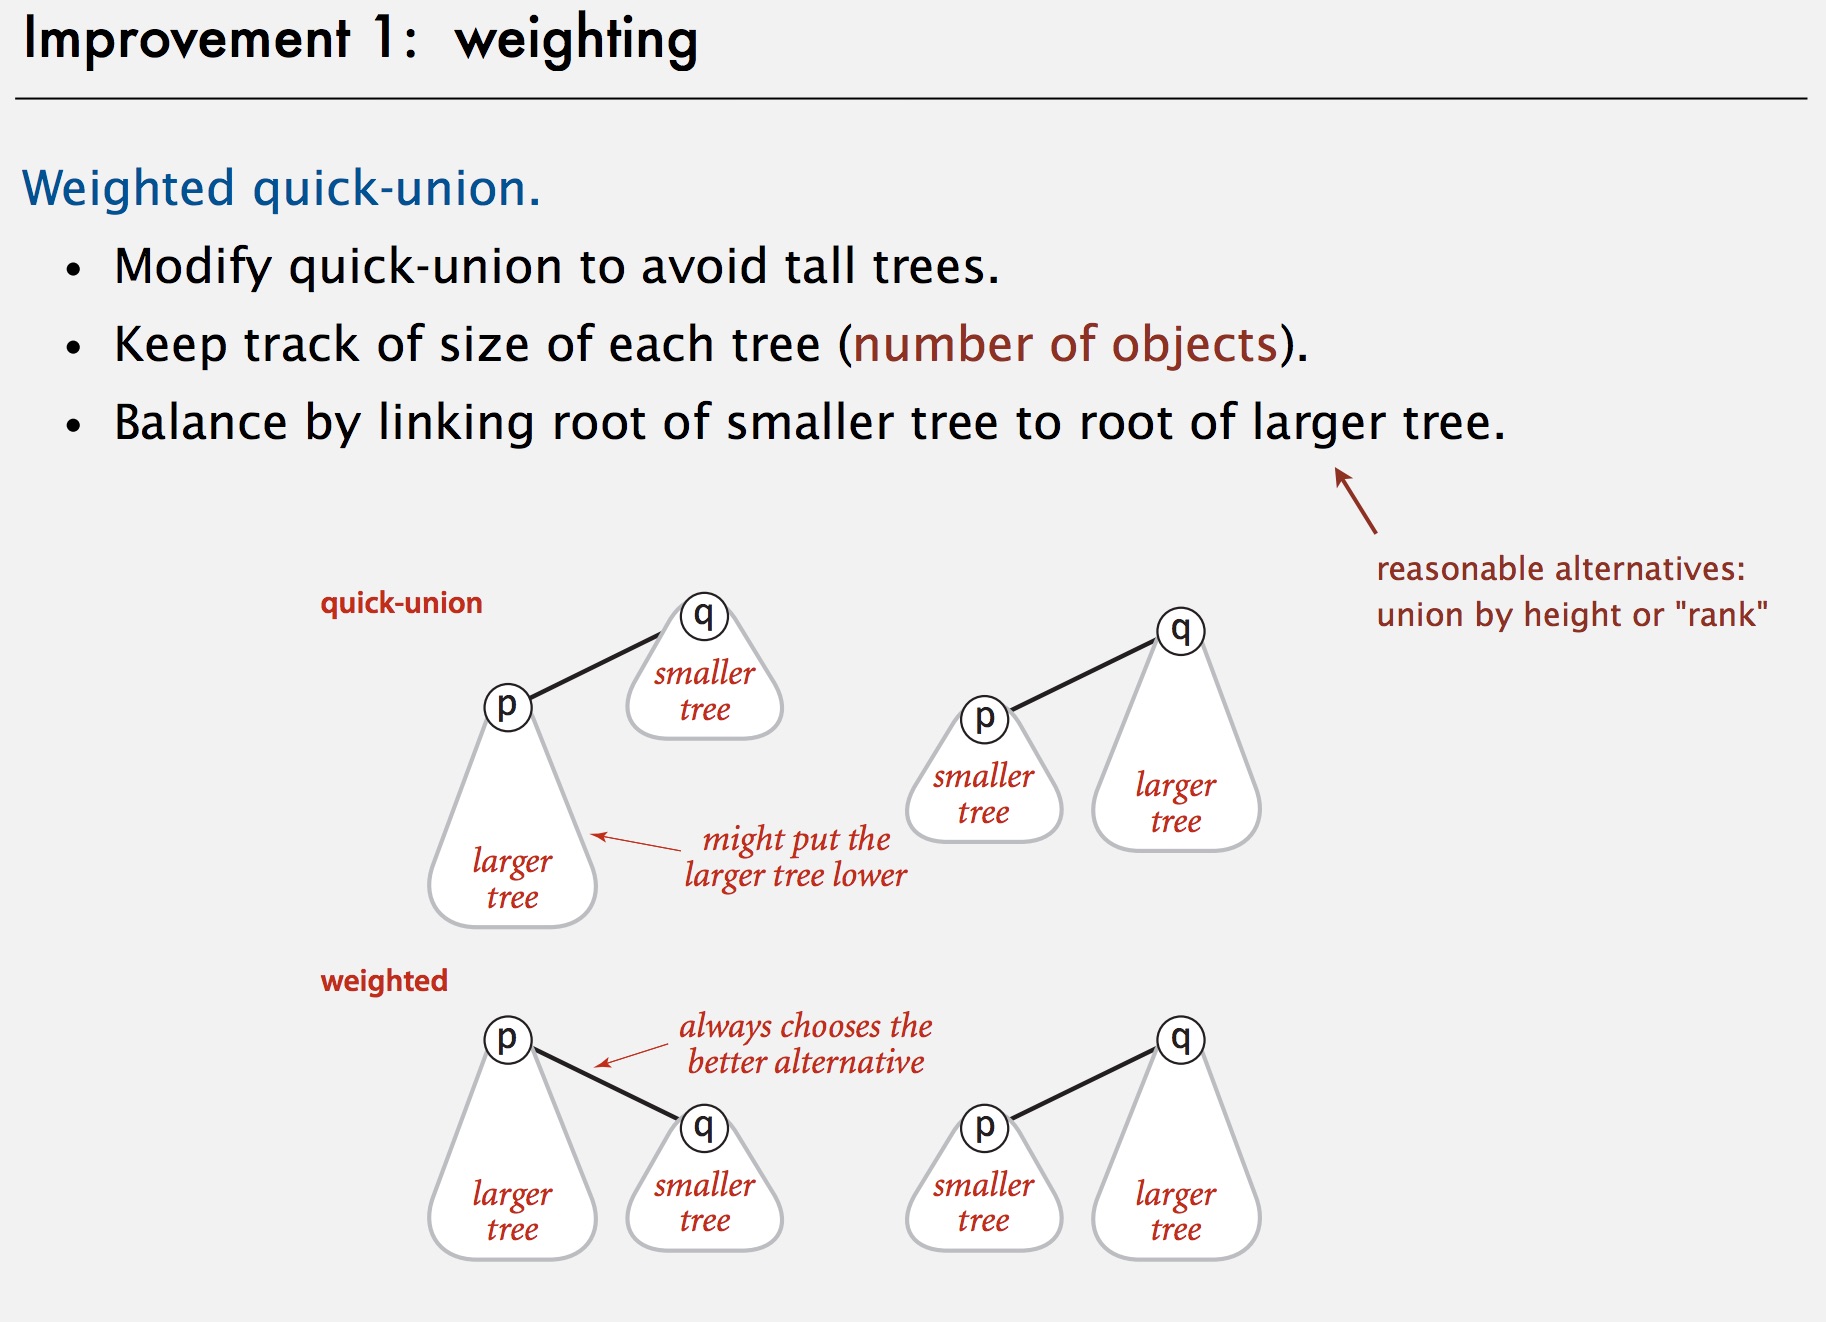 Improvement 1: weighting
Weighted quick-union.
• Modify quick-union to avoid tall trees.
• Keep track of size of each tree (number of objects).
• Balance by linking root of smaller tree to root of larger tree.
reasonable alternatives:
union by height or "rank"
quick-union
q
smaller
tree
p
larger
tree
might put the
larger tree lower
q
p
smaller
tree
larger
tree
weighted
p
always chooses the
better alternative
q
larger
tree
smaller
tree
q
p
smaller
tree
larger
tree